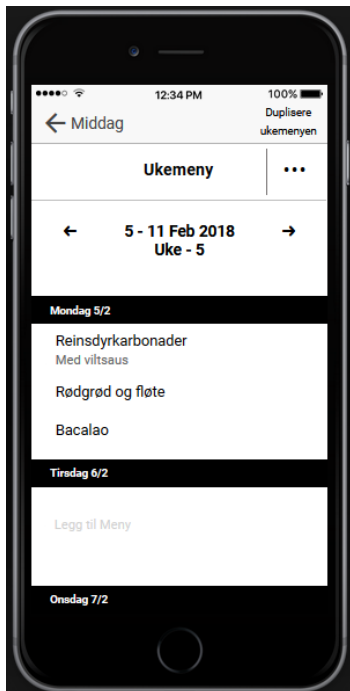 12:34 PM
100%
← Middag
Duplisere
ukemenyen
Ukemeny
•••
← 5 - 11 Feb 2018 →
Uke - 5
Mondag 5/2
Reinsdyrkarbonader
Med viltsaus
Rødgrød og fløte
Bacalao
Tirsdag 6/2
Legg til Meny
Onsdag 7/2